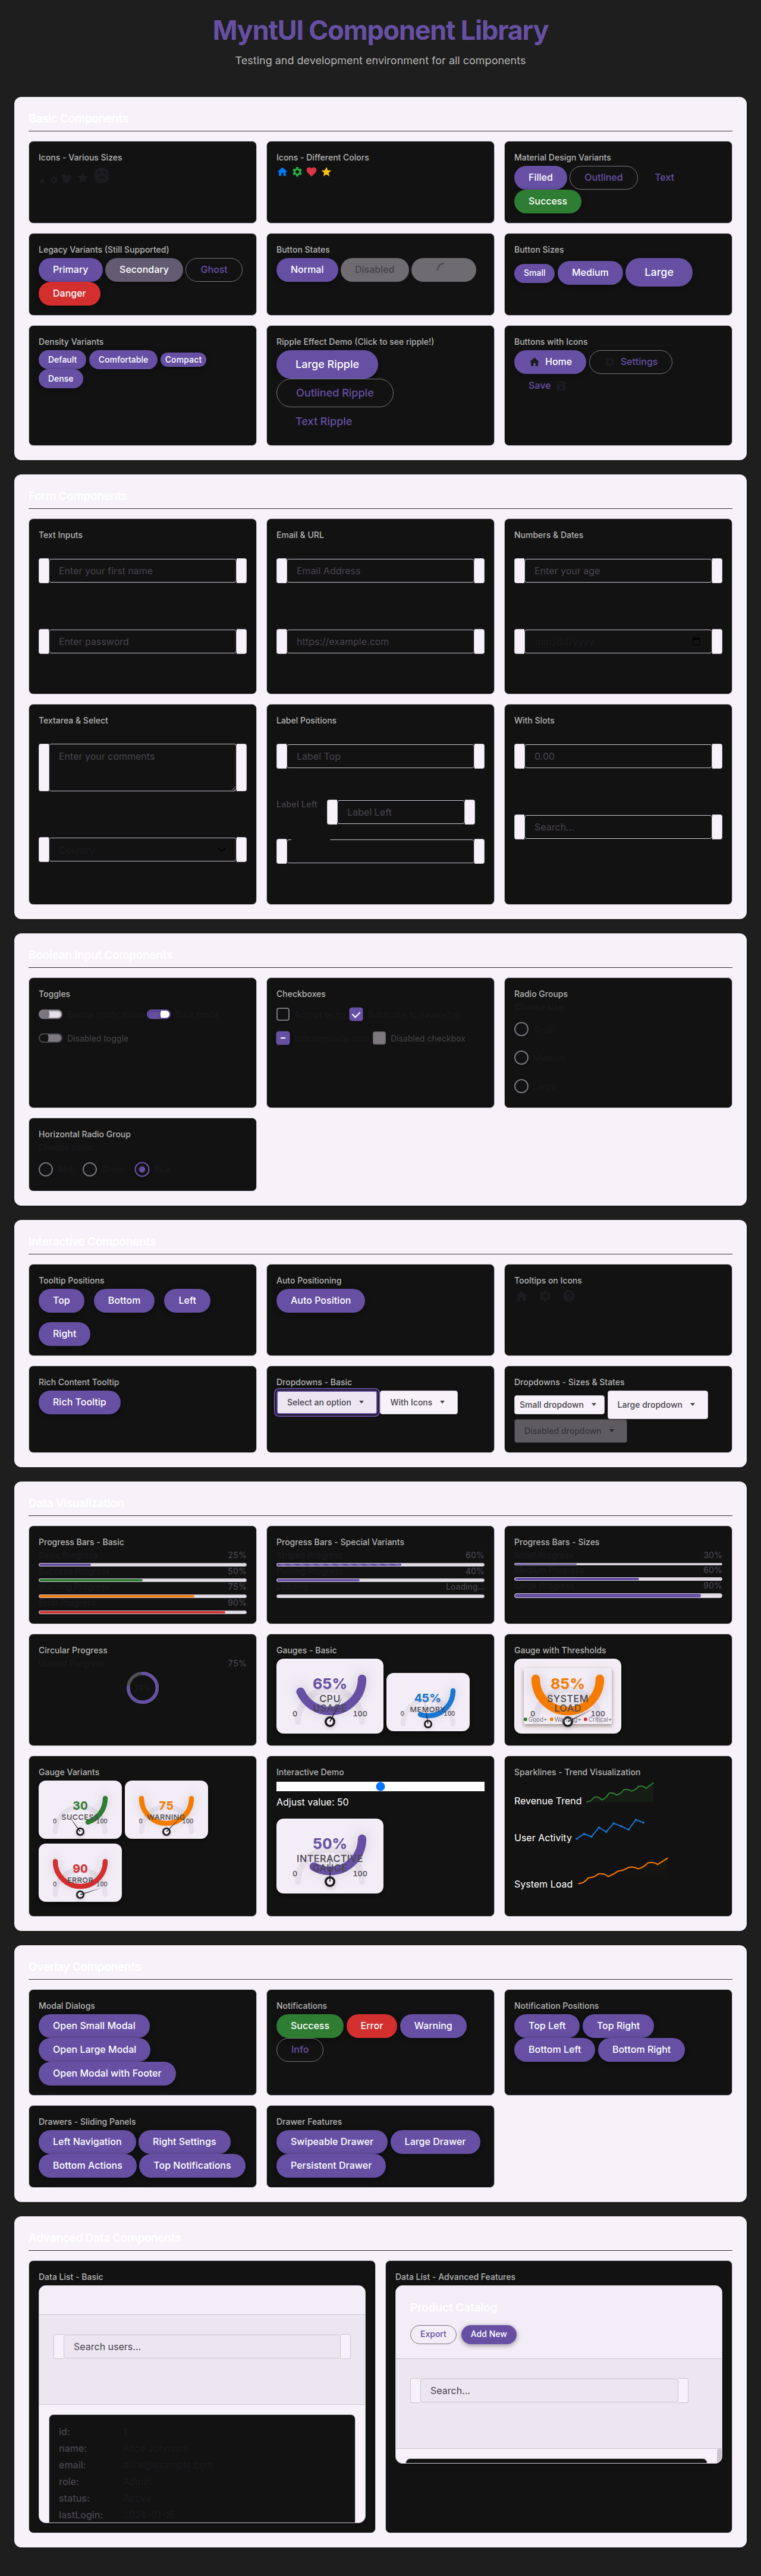 MyntUI Component Library
Testing and development environment for all components
Basic Components
Icons - Various Sizes
Icons - Different Colors
Material Design Variants
Filled
Outlined
Text
Success
Legacy Variants (Still Supported)
Primary
Secondary
Ghost
Danger
Button States
Normal
Disabled
Button Sizes
Small
Medium
Large
Density Variants
Default
Comfortable
Compact
Dense
Ripple Effect Demo (Click to see ripple!)
Large Ripple
Outlined Ripple
Text Ripple
Buttons with Icons
Home
Settings
Save
Form Components
Text Inputs
Enter your first name
Enter password
Email & URL
Email Address
https://example.com
Numbers & Dates
Enter your age
Textarea & Select
Enter your comments
Country
Label Positions
Label Top
Label Left
Label Left
With Slots
0.00
Search...
Boolean Input Components
Toggles
Disabled toggle
Checkboxes
Disabled checkbox
Radio Groups
Horizontal Radio Group
Interactive Components
Tooltip Positions
Top
Bottom
Left
Right
Auto Positioning
Auto Position
Tooltips on Icons
Rich Content Tooltip
Rich Tooltip
Dropdowns - Basic
Select an option
With Icons
Dropdowns - Sizes & States
Small dropdown
Large dropdown
Disabled dropdown
Data Visualization
Progress Bars - Basic
25%
50%
75%
90%
Progress Bars - Special Variants
60%
40%
Loading...
Progress Bars - Sizes
30%
60%
90%
Circular Progress
75%
Gauges - Basic
65%
CPU
USAGE
0
100
45%
MEMORY
0
100
Gauge with Thresholds
85%
SYSTEM
LOAD
0
100
Good+
Warning+
Critical+
Gauge Variants
30
SUCCESS
0
100
75
WARNING
0
100
90
ERROR
0
100
Interactive Demo
Adjust value: 50
50%
INTERACTIVE
GAUGE
0
100
Sparklines - Trend Visualization
Revenue Trend
User Activity
System Load
Overlay Components
Modal Dialogs
Open Small Modal
Open Large Modal
Open Modal with Footer
Notifications
Success
Error
Warning
Info
Notification Positions
Top Left
Top Right
Bottom Left
Bottom Right
Drawers - Sliding Panels
Left Navigation
Right Settings
Bottom Actions
Top Notifications
Drawer Features
Swipeable Drawer
Large Drawer
Persistent Drawer
Advanced Data Components
Data List - Basic
Search users...
id:
name:
email:
role:
status:
lastLogin:
Data List - Advanced Features
Product Catalog
Export
Add New
Search...